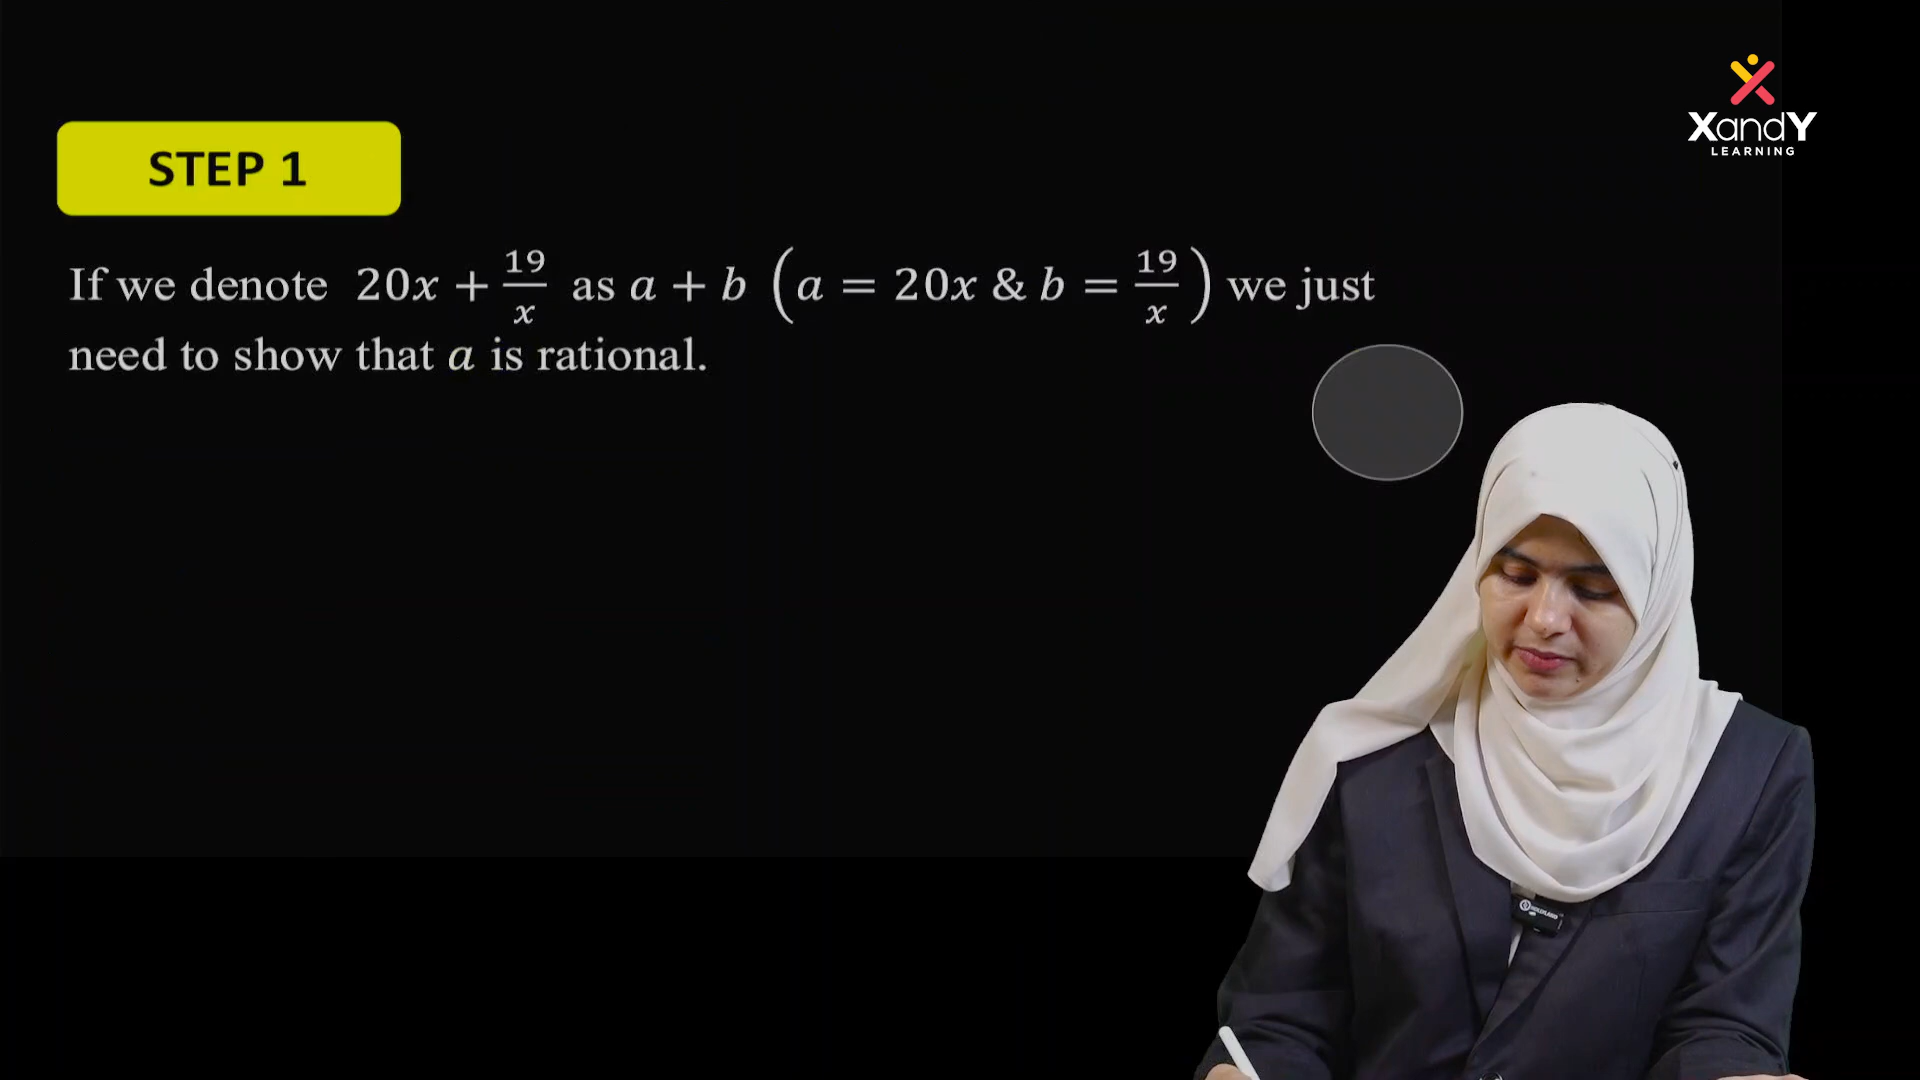 XandY
LEARNING
STEP 1
If we denote 20x + 19/x as a + b (a = 20x & b = 19/x) we just
need to show that a is rational.